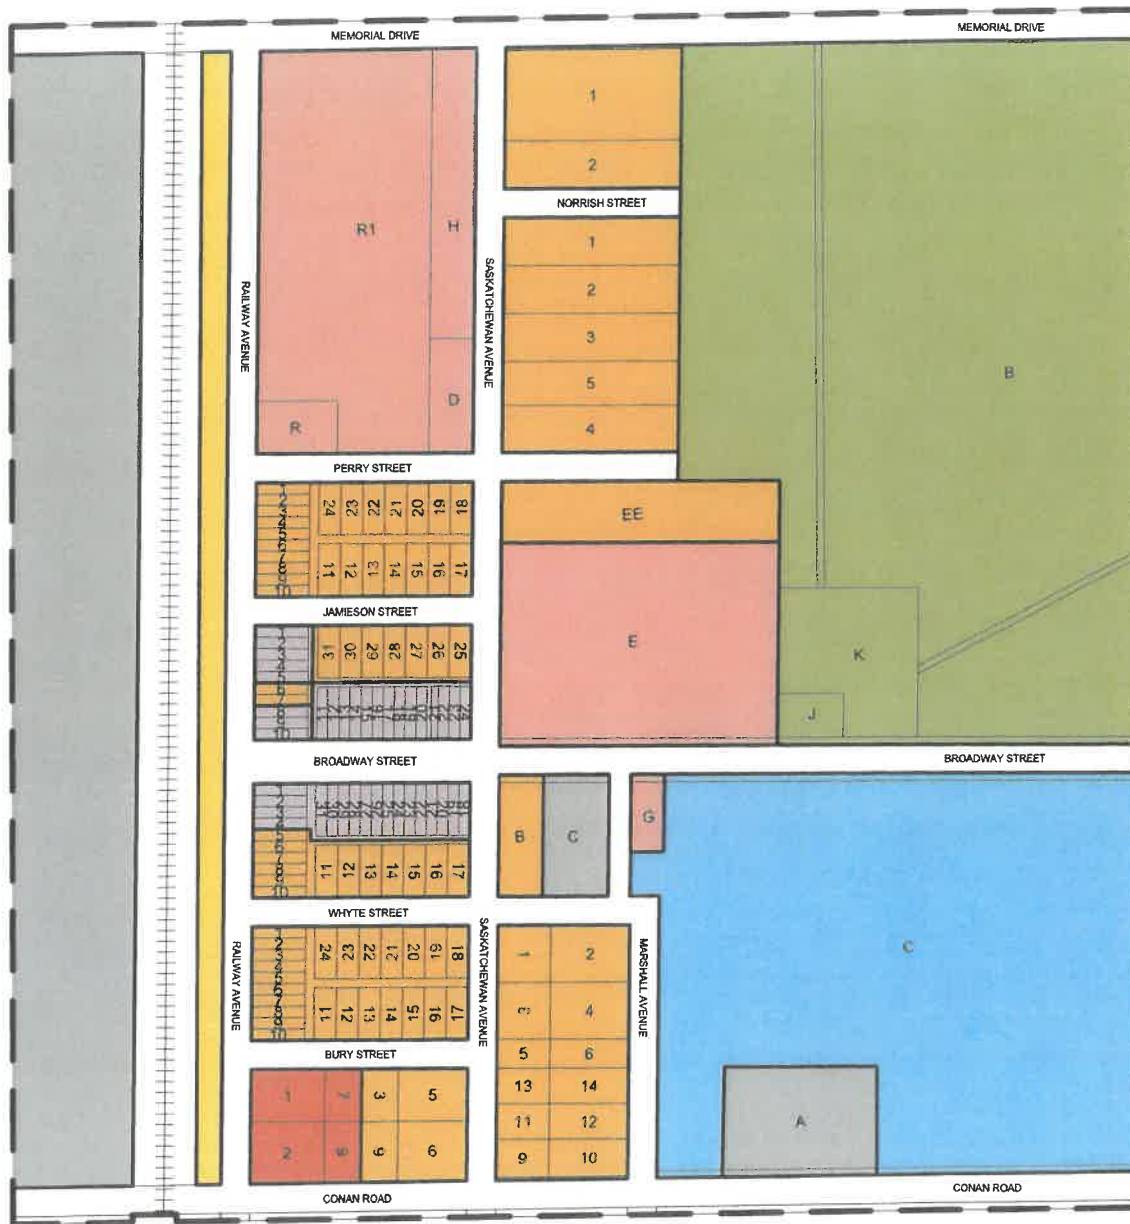 MEMORIAL DRIVE
MEMORIAL DRIVE
1
2
NORRISH STREET
R1
H
SASKATCHEWAN AVENUE
RAILWAY AVENUE
1
2
3
5
4
B
D
R
PERRY STREET
24 23 22 21 20 19 18
EE
11 12 13 14 15 16 17
JAMIESON STREET
31 30 29 28 27 26 25
E
K
J
BROADWAY STREET
BROADWAY STREET
B
C
G
11 12 13 14 15 16 17
WHYTE STREET
24 23 22 21 20 19 18
RAILWAY AVENUE
SASKATCHEWAN AVENUE
MARSHALL AVENUE
C
1 2
3 4
11 12 13 14 15 16 17
5 6
BURY STREET
13 14
1 7 3 5
11 12
A
2 6
9 10
CONAN ROAD
CONAN ROAD